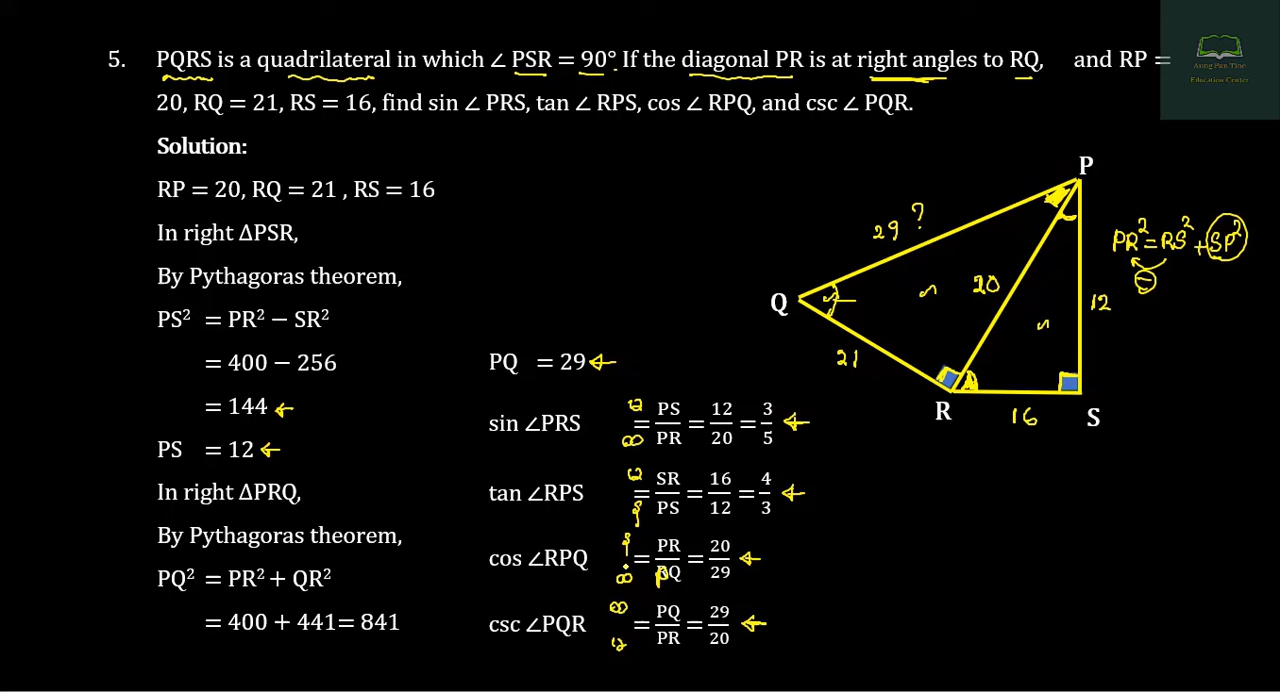 5. PQRS is a quadrilateral in which ∠ PSR = 90°. If the diagonal PR is at right angles to RQ, and RP =
20, RQ = 21, RS = 16, find sin ∠ PRS, tan ∠ RPS, cos ∠ RPQ, and csc ∠ PQR.
Solution:
RP = 20, RQ = 21 , RS = 16
In right ΔPSR,
By Pythagoras theorem,
PS² = PR² − SR²
= 400 − 256
= 144
PS = 12
In right ΔPRQ,
By Pythagoras theorem,
PQ² = PR² + QR²
= 400 + 441= 841
PQ = 29
sin ∠PRS = PS/PR = 12/20 = 3/5
tan ∠RPS = SR/PS = 16/12 = 4/3
cos ∠RPQ = PR/PQ = 20/29
csc ∠PQR = PQ/PR = 29/20
P
29 ?
PR² = RS² + SP²
20
Q
12
21
R
16
S
Aung Pun Tine
Education Center